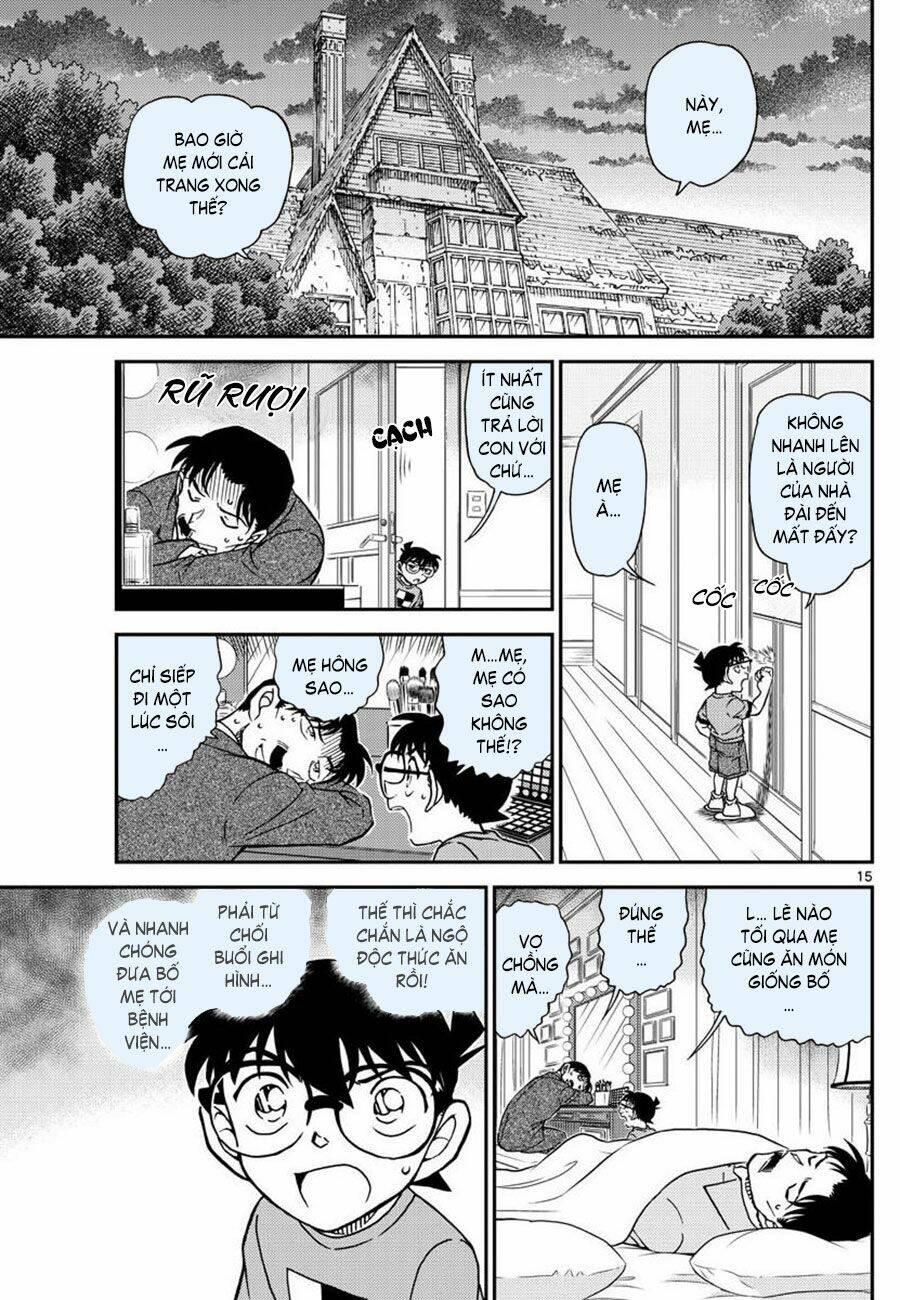 NÀY,
MẸ...
BAO GIỜ
MẸ MỚI CẢI
TRANG XONG
THẾ?
KHÔNG
NHANH LÊN
LÀ NGƯỜI
CỦA NHÀ
ĐÀI ĐẾN
MẤT ĐẤY?
CỐC
CỐC
MẸ
À...
ÍT NHẤT
CŨNG
TRẢ LỜI
CON VỚI
CHỨ...
CẠCH
RŨ RƯỢI
M...MẸ,
MẸ CÓ
SAO
KHÔNG
THẾ!?
MẸ HÔNG
SAO...
CHỈ SIẾP
ĐI MỘT
LÚC SÔI
...
15
L... LẼ NÀO
TỐI QUA MẸ
CŨNG ĂN MÓN
GIỐNG BỐ
...
ĐÚNG
THẾ
...
VỢ
CHỒNG
MÀ...
THẾ THÌ CHẮC
CHẮN LÀ NGỘ
ĐỘC THỨC ĂN
RỒI!
PHẢI TỪ
CHỐI
BUỔI GHI
HÌNH...
VÀ NHANH
CHÓNG
ĐƯA BỐ
MẸ TỚI
BỆNH
VIỆN...